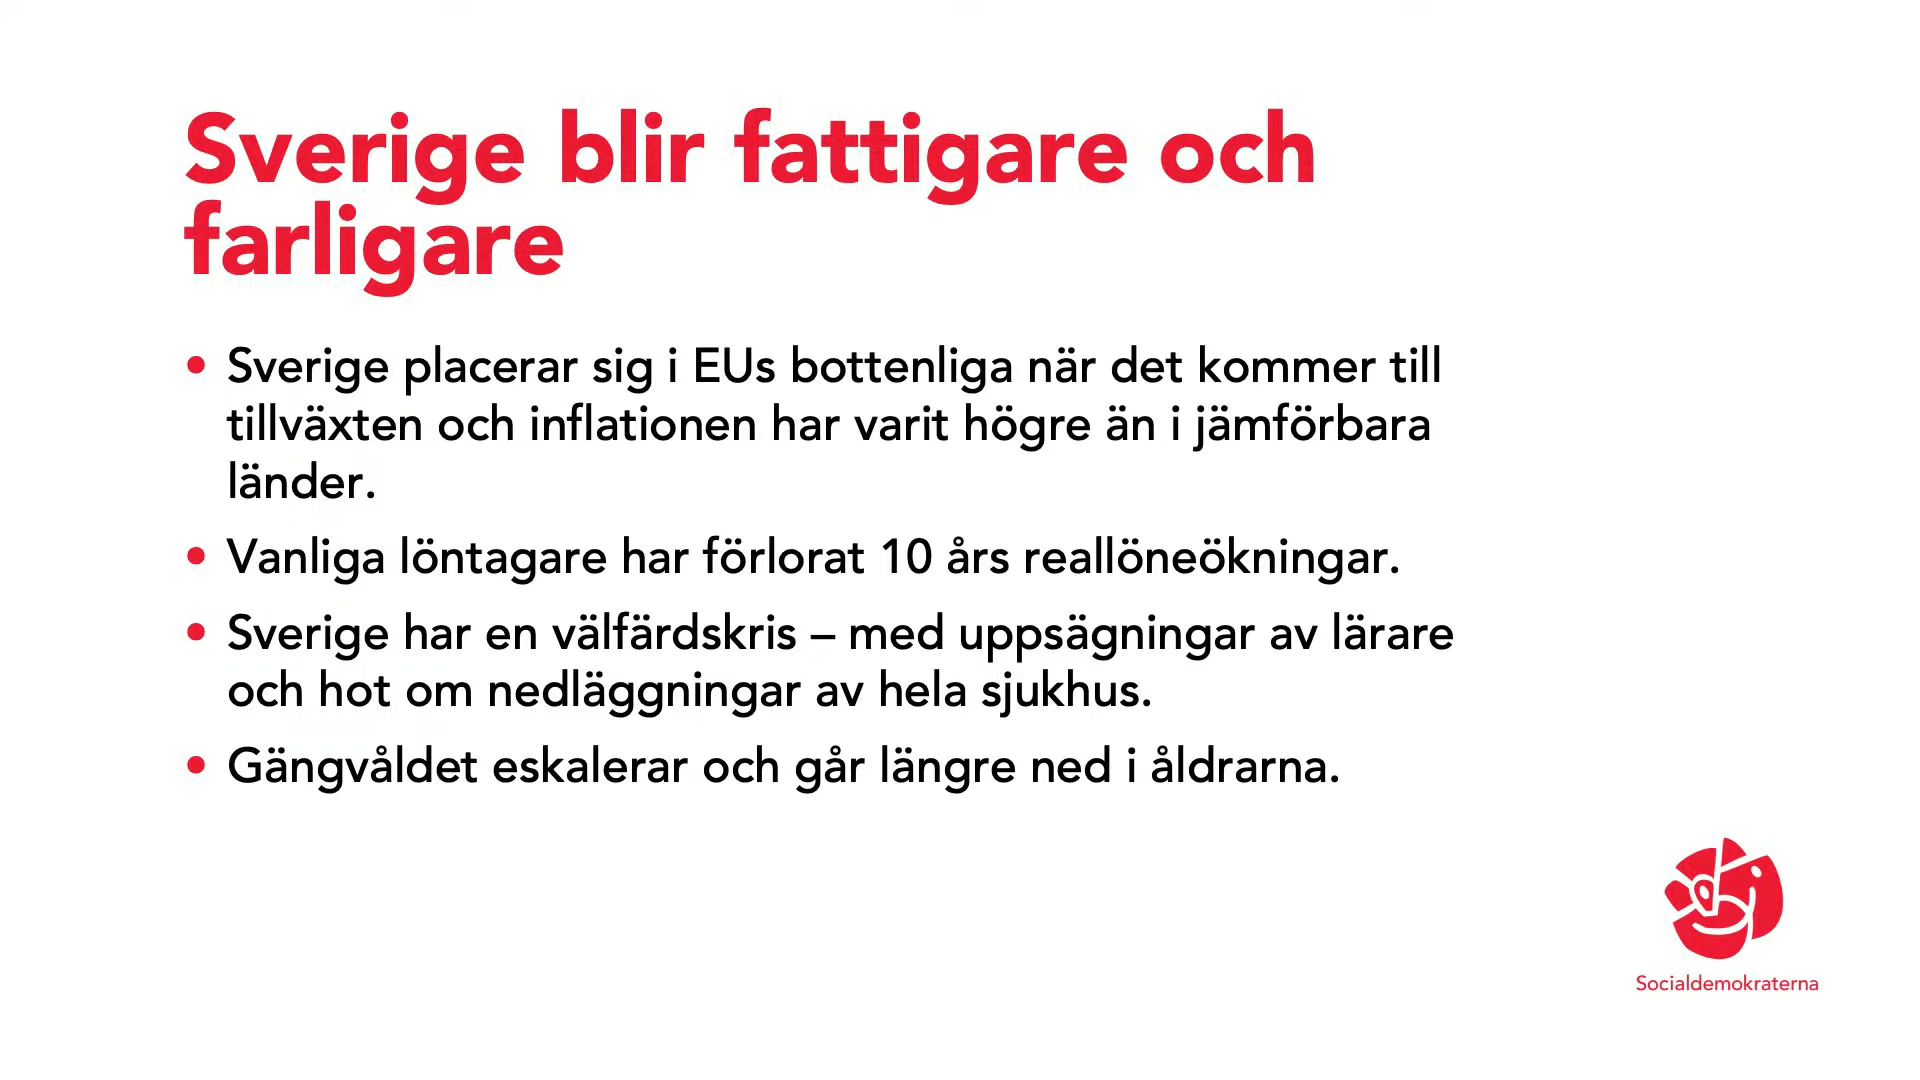 Sverige blir fattigare och
farligare
• Sverige placerar sig i EUs bottenliga när det kommer till
tillväxten och inflationen har varit högre än i jämförbara
länder.
• Vanliga löntagare har förlorat 10 års reallöneökningar.
• Sverige har en välfärdskris – med uppsägningar av lärare
och hot om nedläggningar av hela sjukhus.
• Gängvåldet eskalerar och går längre ned i åldrarna.
Socialdemokraterna